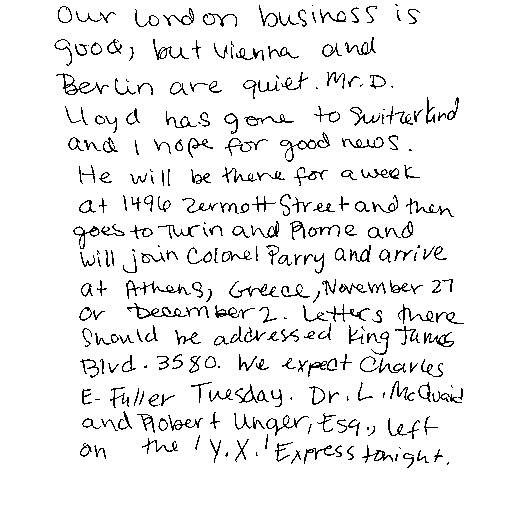 Our London business is
good, but Vienna and
Berlin are quiet. Mr. D.
Lloyd has gone to Switzerland
and I hope for good news.
He will be there for a week
at 1496 Zermott Street and then
goes to Turin and Rome and
will join Colonel Parry and arrive
at Athens, Greece, November 27
or December 2. Letters there
Should be addressed King James
Blvd. 3580. We expect Charles
E. Fuller Tuesday. Dr. L. McQuaid
and Robert Unger, Esq., left
on the 'Y.X.' Express tonight.